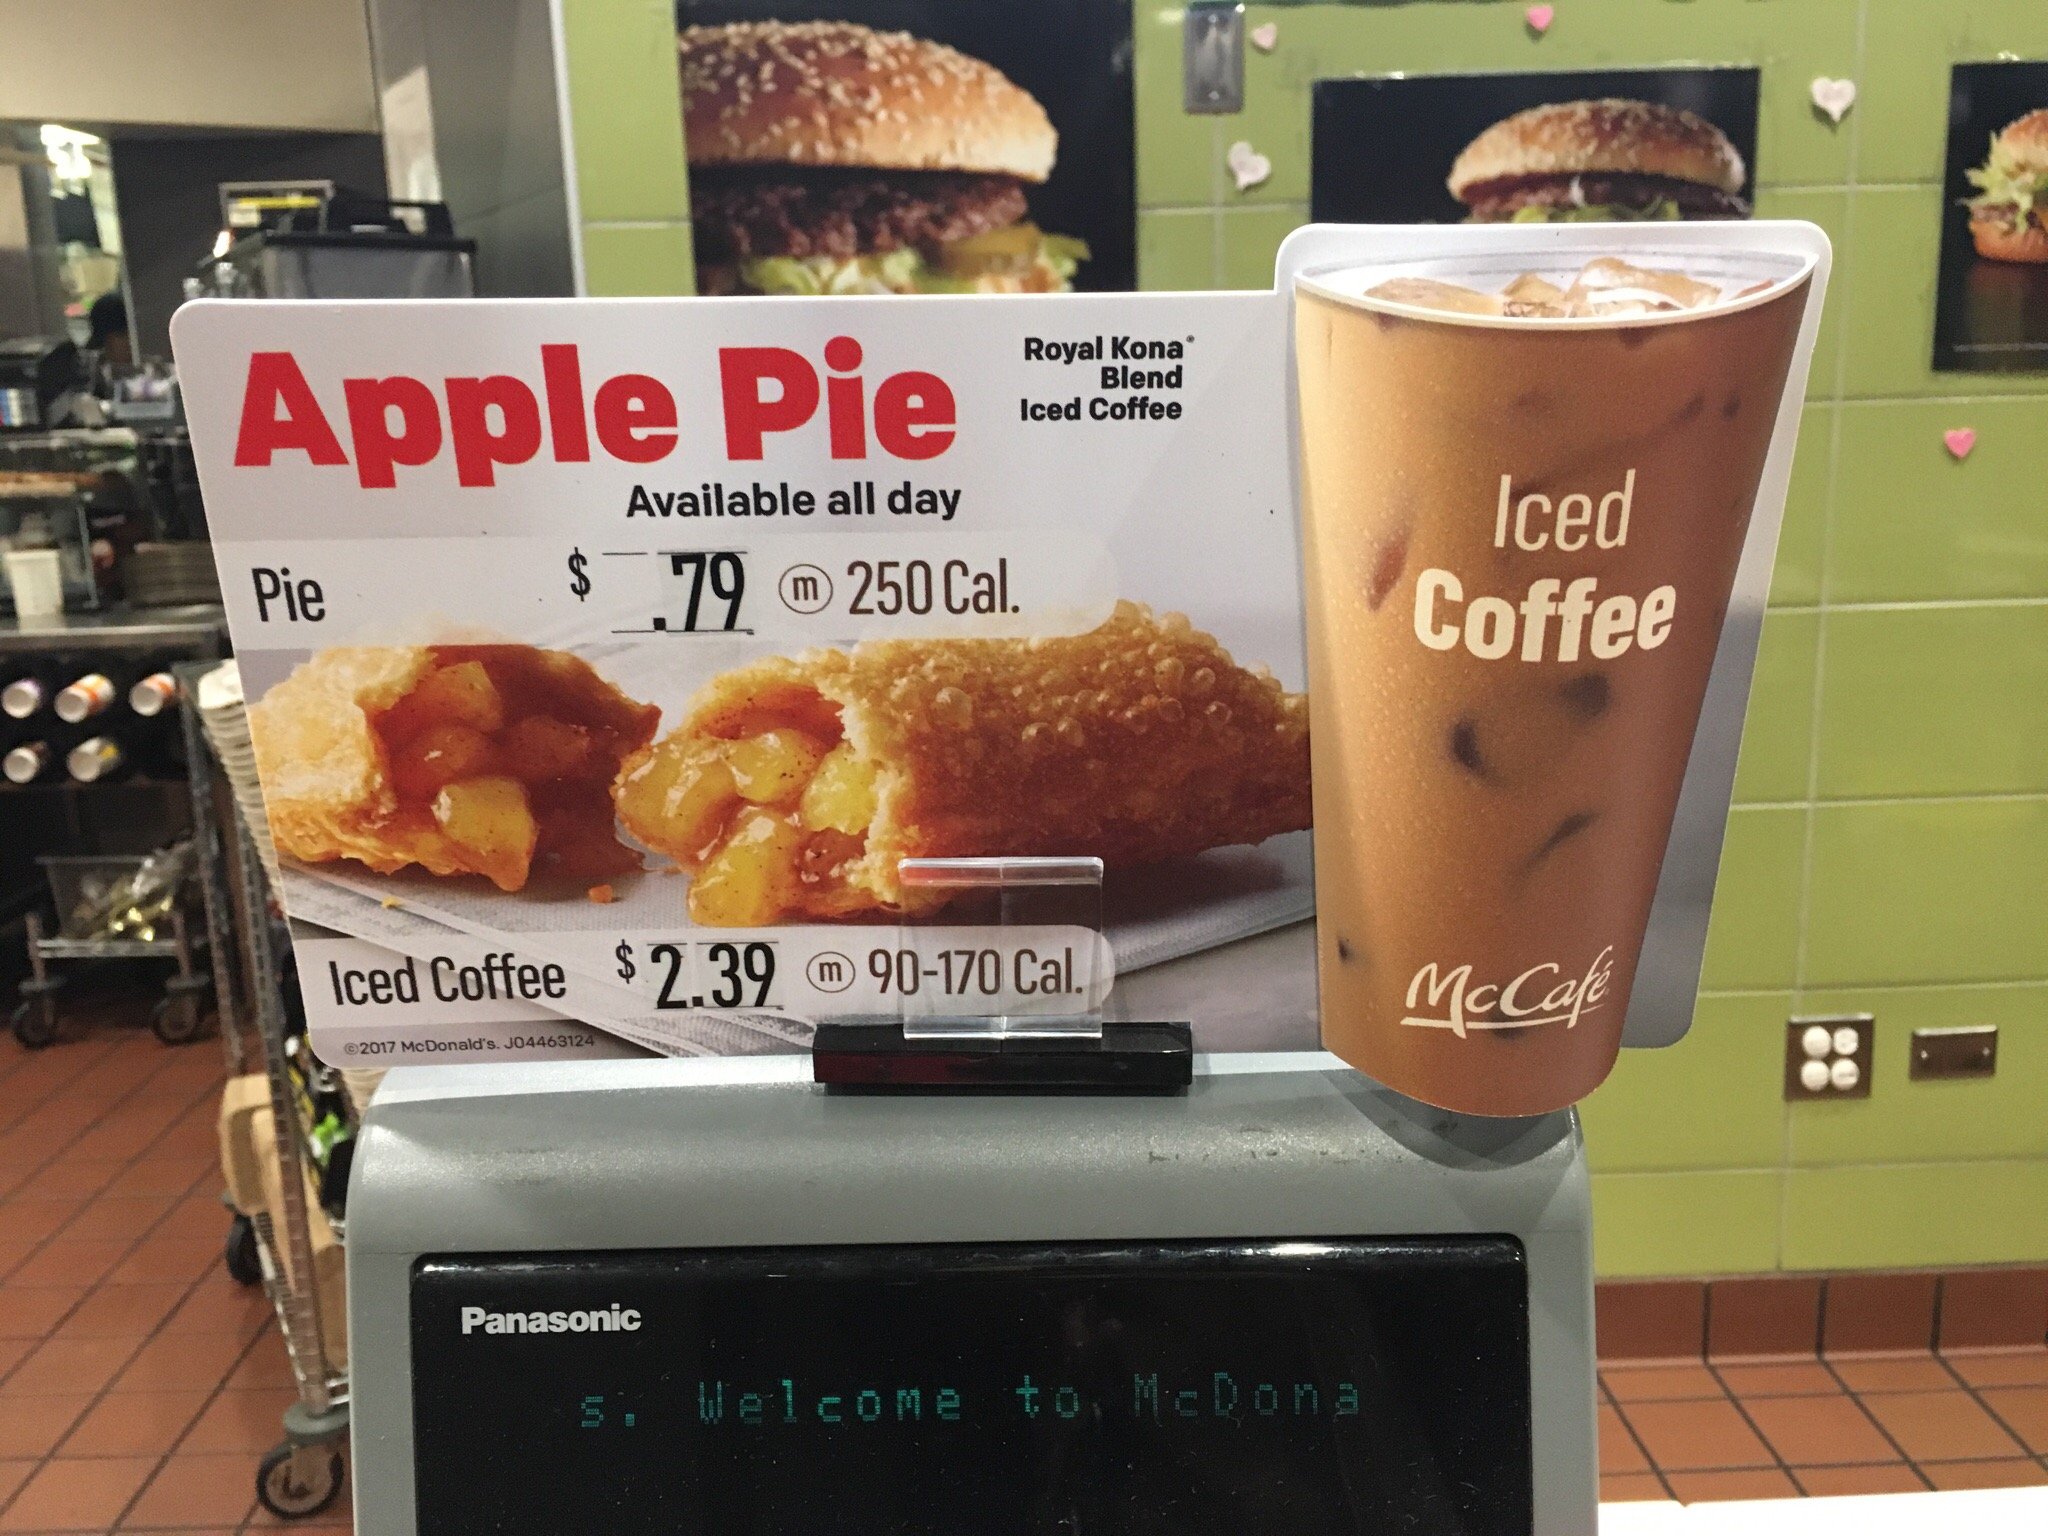 Apple Pie
Available all day
Royal Kona®
Blend
Iced Coffee
Pie $ .79 m 250 Cal.
Iced Coffee $ 2.39 m 90-170 Cal.
©2017 McDonald's. J04463124
Iced
Coffee
McCafé
Panasonic
s. Welcome to McDona